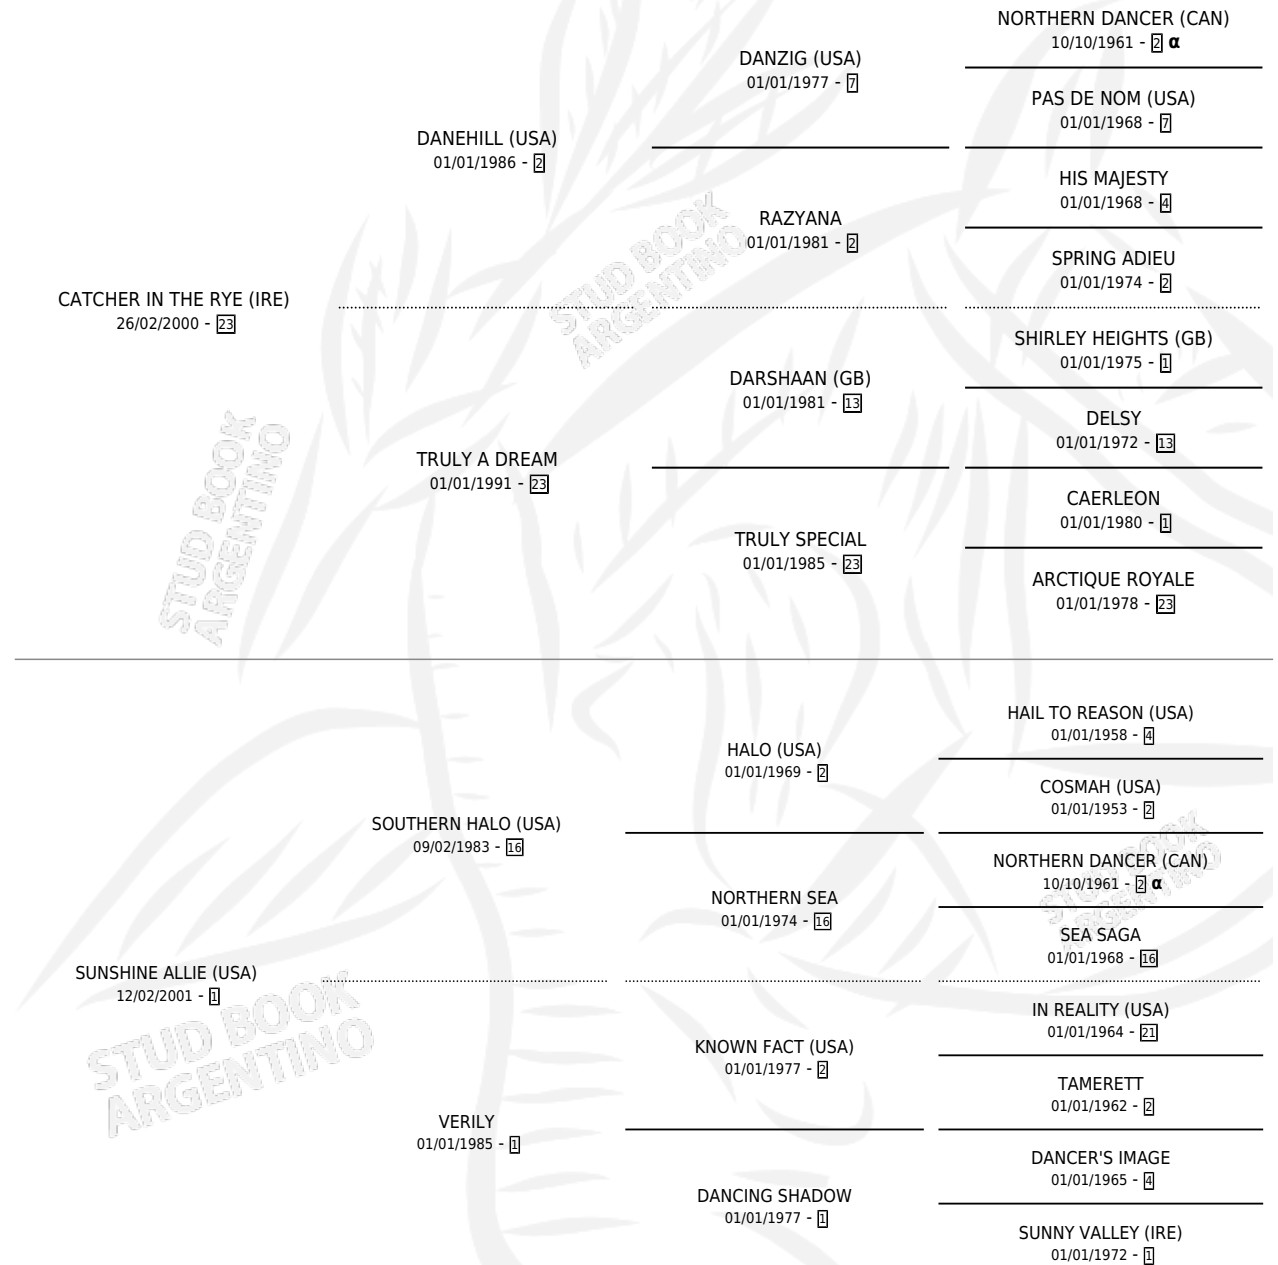 NORTHERN DANCER (CAN)
10/10/1961 - 2 α
DANZIG (USA)
01/01/1977 - 7
PAS DE NOM (USA)
01/01/1968 - 7
DANEHILL (USA)
01/01/1986 - 2
HIS MAJESTY
01/01/1968 - 4
RAZYANA
01/01/1981 - 2
SPRING ADIEU
01/01/1974 - 2
STUD BOOK
ARGENTINO
CATCHER IN THE RYE (IRE)
26/02/2000 - 23
SHIRLEY HEIGHTS (GB)
01/01/1975 - 1
DARSHAAN (GB)
01/01/1981 - 13
DELSY
01/01/1972 - 13
TRULY A DREAM
01/01/1991 - 23
CAERLEON
01/01/1980 - 1
TRULY SPECIAL
01/01/1985 - 23
ARCTIQUE ROYALE
01/01/1978 - 23
STUD BOOK
ARGENTINO
HAIL TO REASON (USA)
01/01/1958 - 4
HALO (USA)
01/01/1969 - 2
COSMAH (USA)
01/01/1953 - 2
SOUTHERN HALO (USA)
09/02/1983 - 16
NORTHERN DANCER (CAN)
10/10/1961 - 2 α
STUD BOOK
ARGENTINO
NORTHERN SEA
01/01/1974 - 16
SEA SAGA
01/01/1968 - 16
SUNSHINE ALLIE (USA)
12/02/2001 - 1
STUD BOOK
ARGENTINO
IN REALITY (USA)
01/01/1964 - 21
KNOWN FACT (USA)
01/01/1977 - 2
TAMERETT
01/01/1962 - 2
VERILY
01/01/1985 - 1
DANCER'S IMAGE
01/01/1965 - 4
DANCING SHADOW
01/01/1977 - 1
SUNNY VALLEY (IRE)
01/01/1972 - 1